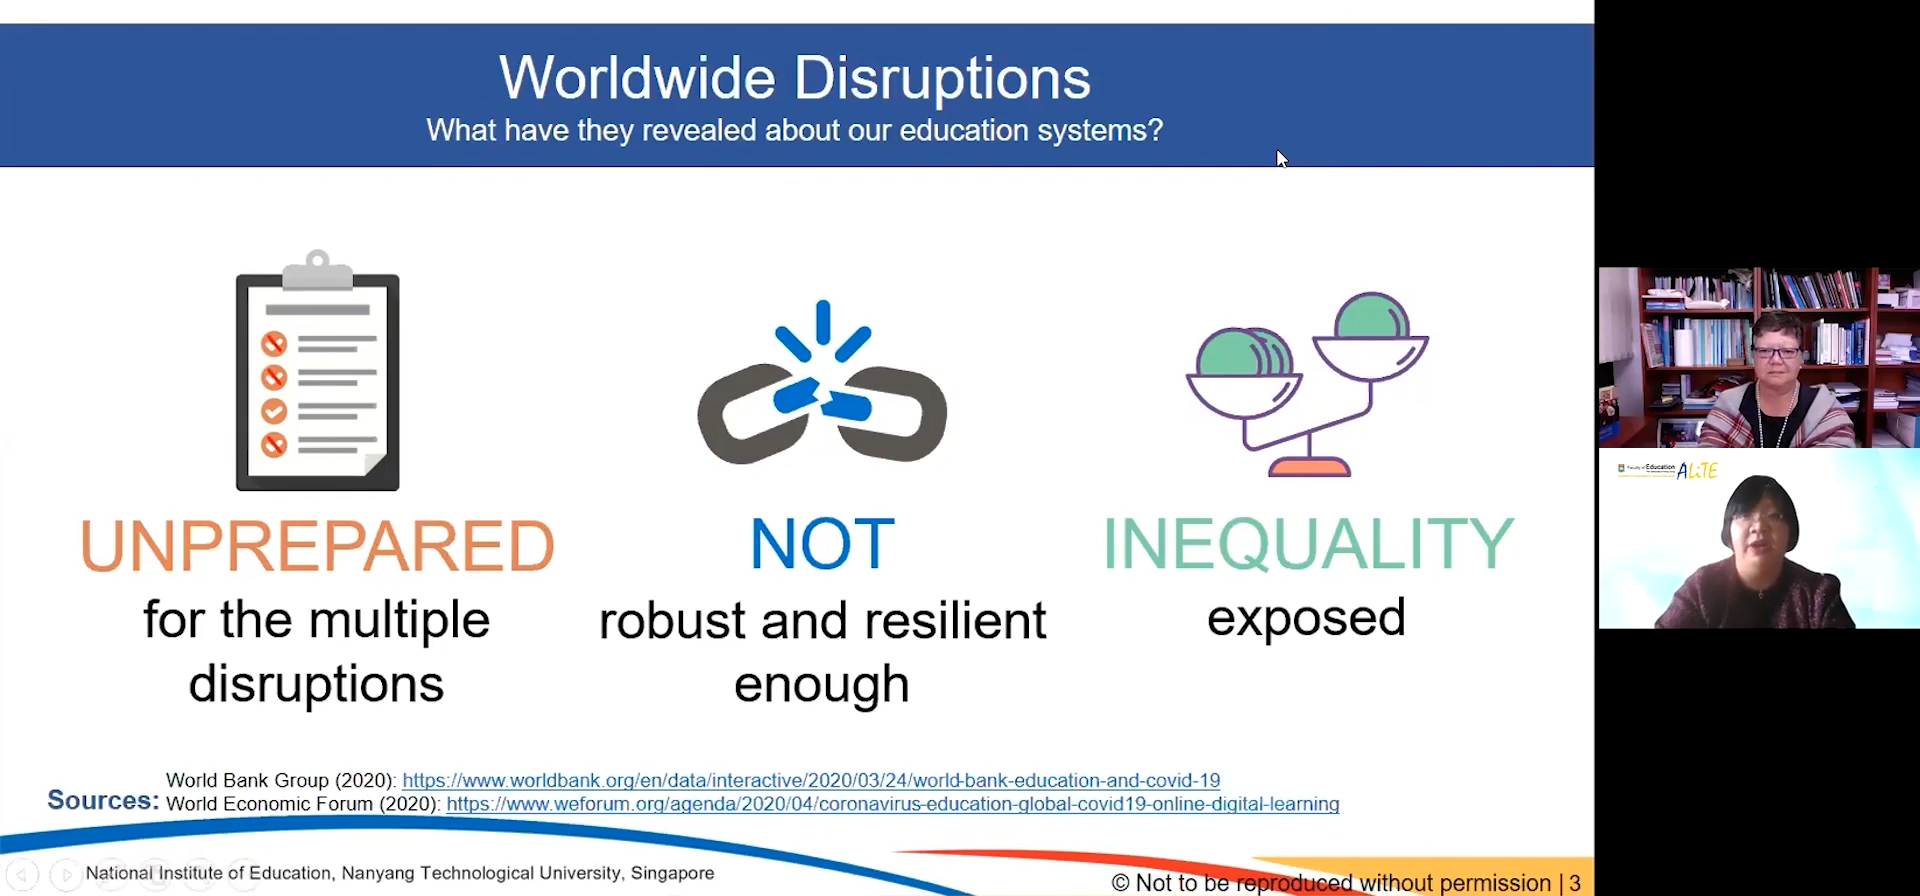 Worldwide Disruptions
What have they revealed about our education systems?
UNPREPARED
for the multiple
disruptions
NOT
robust and resilient
enough
INEQUALITY
exposed
Sources:
World Bank Group (2020): https://www.worldbank.org/en/data/interactive/2020/03/24/world-bank-education-and-covid-19
World Economic Forum (2020): https://www.weforum.org/agenda/2020/04/coronavirus-education-global-covid19-online-digital-learning
National Institute of Education, Nanyang Technological University, Singapore
© Not to be reproduced without permission | 3
Faculty of Education
ALiTE